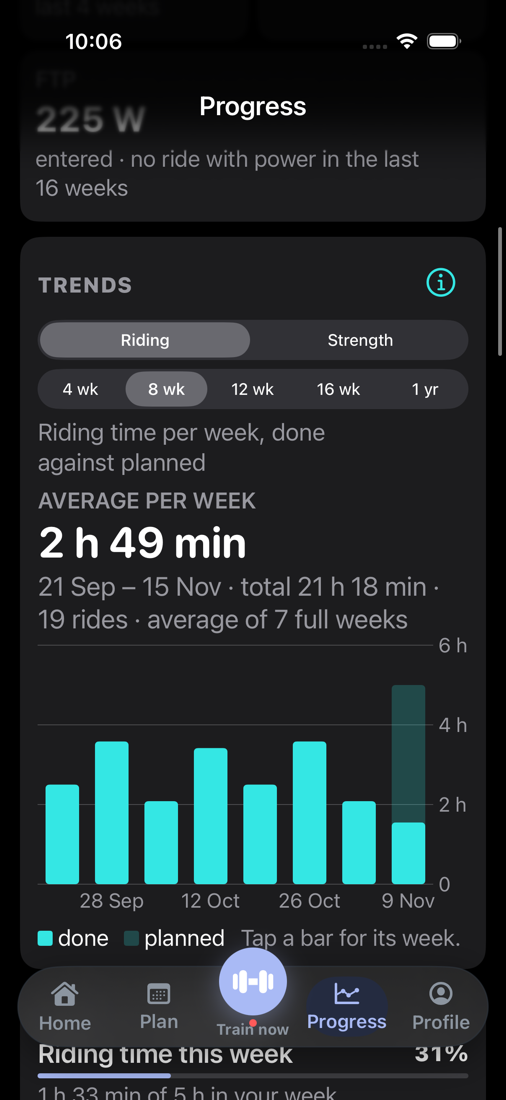 last 4 weeks
10:06
FTP
Progress
225 W
entered · no ride with power in the last
16 weeks
TRENDS
Riding
Strength
4 wk
8 wk
12 wk
16 wk
1 yr
Riding time per week, done
against planned
AVERAGE PER WEEK
2 h 49 min
21 Sep – 15 Nov · total 21 h 18 min ·
19 rides · average of 7 full weeks
6 h
4 h
2 h
0
28 Sep
12 Oct
26 Oct
9 Nov
done
planned
Tap a bar for its week.
Home
Plan
Train now
Progress
Profile
Riding time this week
31%
1 h 33 min of 5 h in your week